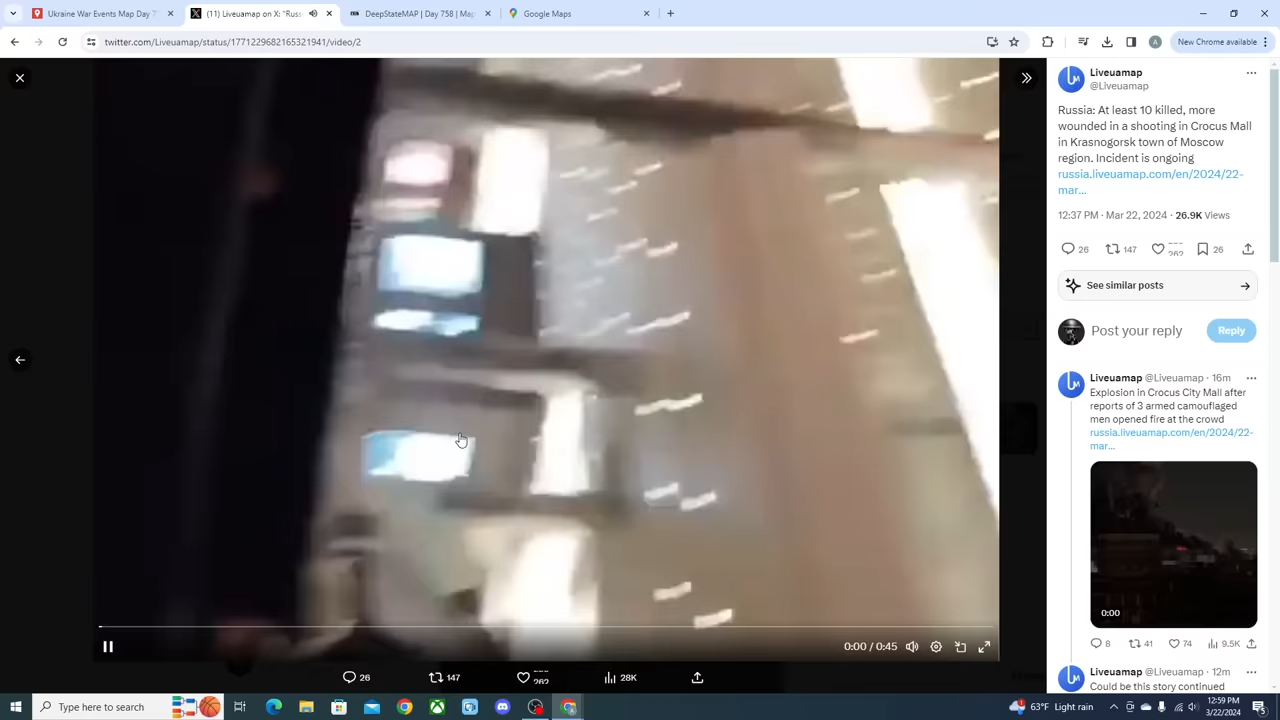 Ukraine War Events Map Day 7
(11) Liveuamap on X: "Russ
DeepStateMAP | Day 758 | Map
Google Maps
twitter.com/Liveuamap/status/1771229682165321941/video/2
A
New Chrome available
Liveuamap
@Liveuamap
Russia: At least 10 killed, more
wounded in a shooting in Crocus Mall
in Krasnogorsk town of Moscow
region. Incident is ongoing
russia.liveuamap.com/en/2024/22-
mar...
12:37 PM · Mar 22, 2024 · 26.9K Views
26
147
262
26
See similar posts
Post your reply
Reply
Liveuamap @Liveuamap · 16m
Explosion in Crocus City Mall after
reports of 3 armed camouflaged
men opened fire at the crowd
russia.liveuamap.com/en/2024/22-
mar...
0:00
8
41
74
9.5K
Liveuamap @Liveuamap · 12m
Could be this story continued
0:00 / 0:45
26
147
262
28K
Type here to search
63°F Light rain
12:59 PM
3/22/2024